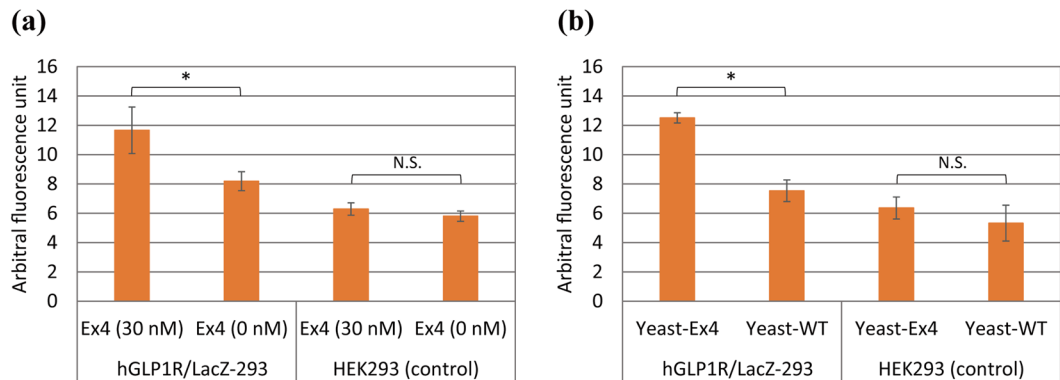 (a)
Arbitral fluorescence unit
16
14
12
10
8
6
4
2
0
*
N.S.
Ex4 (30 nM) Ex4 (0 nM) Ex4 (30 nM) Ex4 (0 nM)
hGLP1R/LacZ-293 HEK293 (control)
(b)
Arbitral fluorescence unit
16
14
12
10
8
6
4
2
0
*
N.S.
Yeast-Ex4 Yeast-WT Yeast-Ex4 Yeast-WT
hGLP1R/LacZ-293 HEK293 (control)